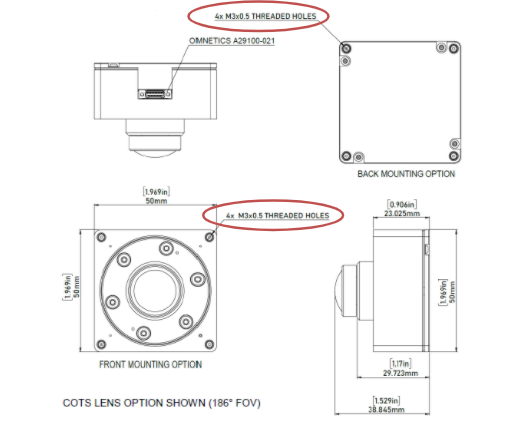 4x M3x0.5 THREADED HOLES
OMNETICS A29100-021
BACK MOUNTING OPTION
[1.969in]
50mm
4x M3x0.5 THREADED HOLES
[0.906in]
23.025mm
[1.969in]
50mm
[1.969in]
50mm
FRONT MOUNTING OPTION
[1.17in]
29.723mm
[1.529in]
38.845mm
COTS LENS OPTION SHOWN (186° FOV)